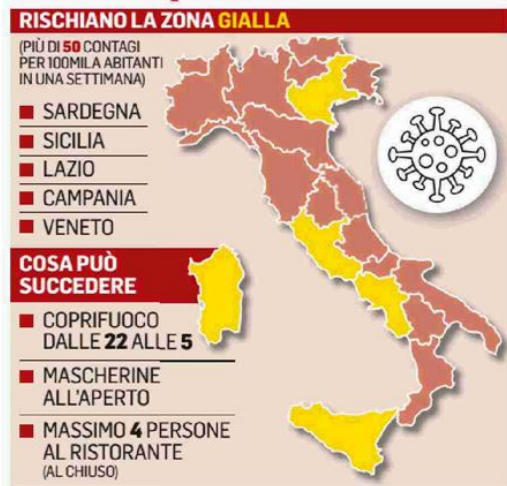 RISCHIANO LA ZONA GIALLA
(PIÙ DI 50 CONTAGI
PER 100MILA ABITANTI
IN UNA SETTIMANA)
SARDEGNA
SICILIA
LAZIO
CAMPANIA
VENETO
COSA PUÒ
SUCCEDERE
COPRIFUOCO
DALLE 22 ALLE 5
MASCHERINE
ALL'APERTO
MASSIMO 4 PERSONE
AL RISTORANTE
(AL CHIUSO)